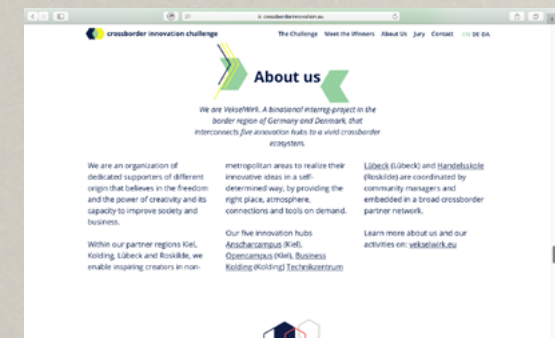 crossborderinnovation.eu
crossborder innovation challenge
The Challenge Meet the Winners About Us Jury Contact EN DE DA
About us
We are VekselWirk. A binational interreg-project in the
border region of Germany and Denmark, that
interconnects five innovation hubs to a vivid crossborder
ecosystem.
We are an organization of
dedicated supporters of different
origin that believes in the freedom
and the power of creativity and its
capacity to improve society and
business.
Within our partner regions Kiel,
Kolding, Lübeck and Roskilde, we
enable inspiring creators in non-
metropolitan areas to realize their
innovative ideas in a self-
determined way, by providing the
right place, atmosphere,
connections and tools on demand.
Our five innovation hubs
Anscharcampus (Kiel),
Opencampus (Kiel), Business
Kolding (Kolding) Technikzentrum
Lübeck (Lübeck) and Handelsskole
(Roskilde) are coordinated by
community managers and
embedded in a broad crossborder
partner network.
Learn more about us and our
activities on: vekselwirk.eu